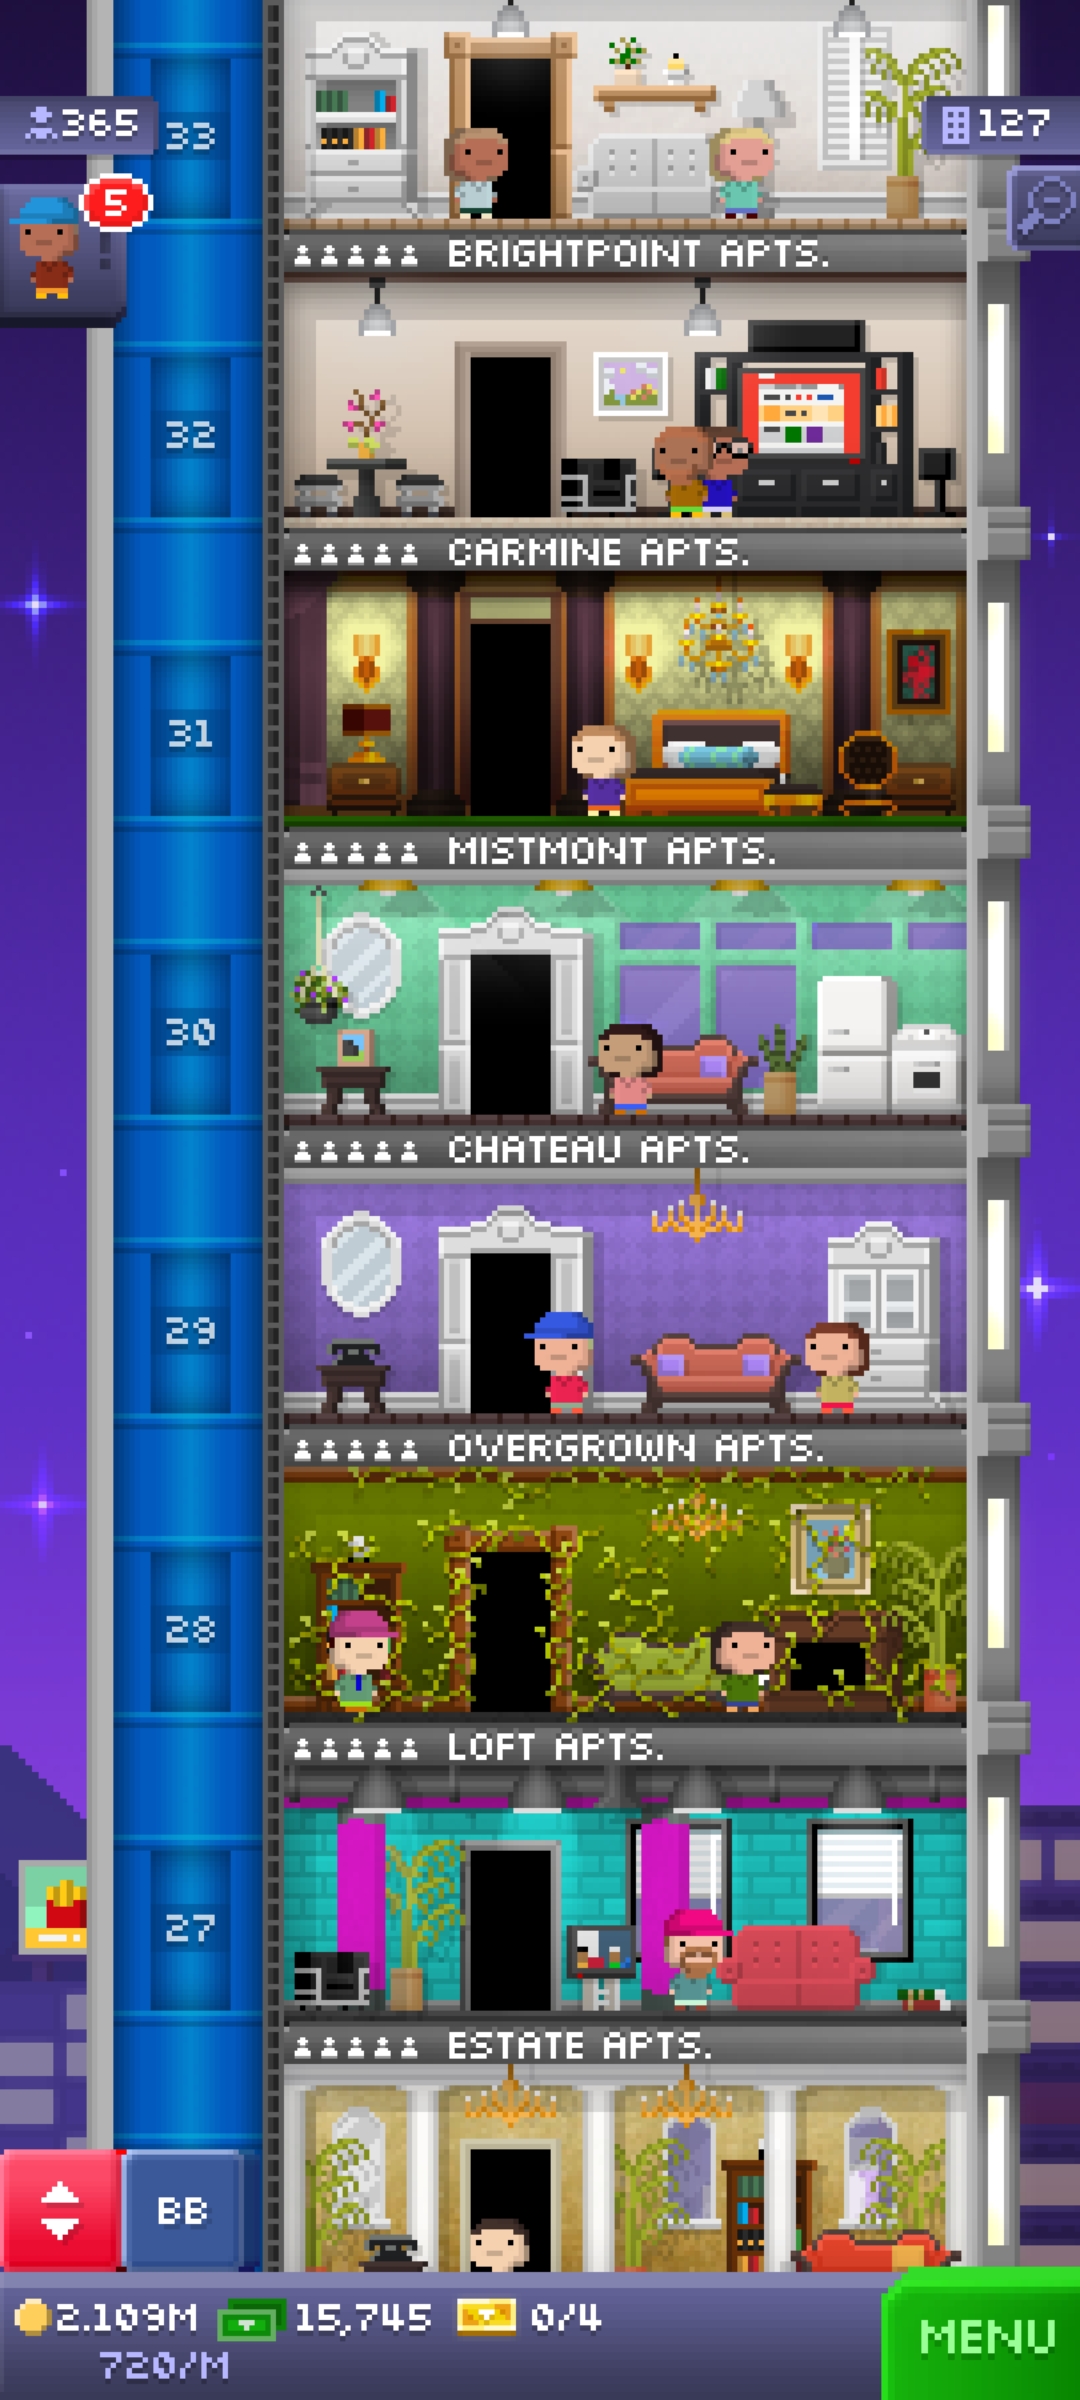 365
33
127
5
BRIGHTPOINT APTS.
32
CARMINE APTS.
31
MISTMONT APTS.
30
CHATEAU APTS.
29
OVERGROWN APTS.
28
LOFT APTS.
27
ESTATE APTS.
BB
2.109M 15,745 0/4
720/M
MENU